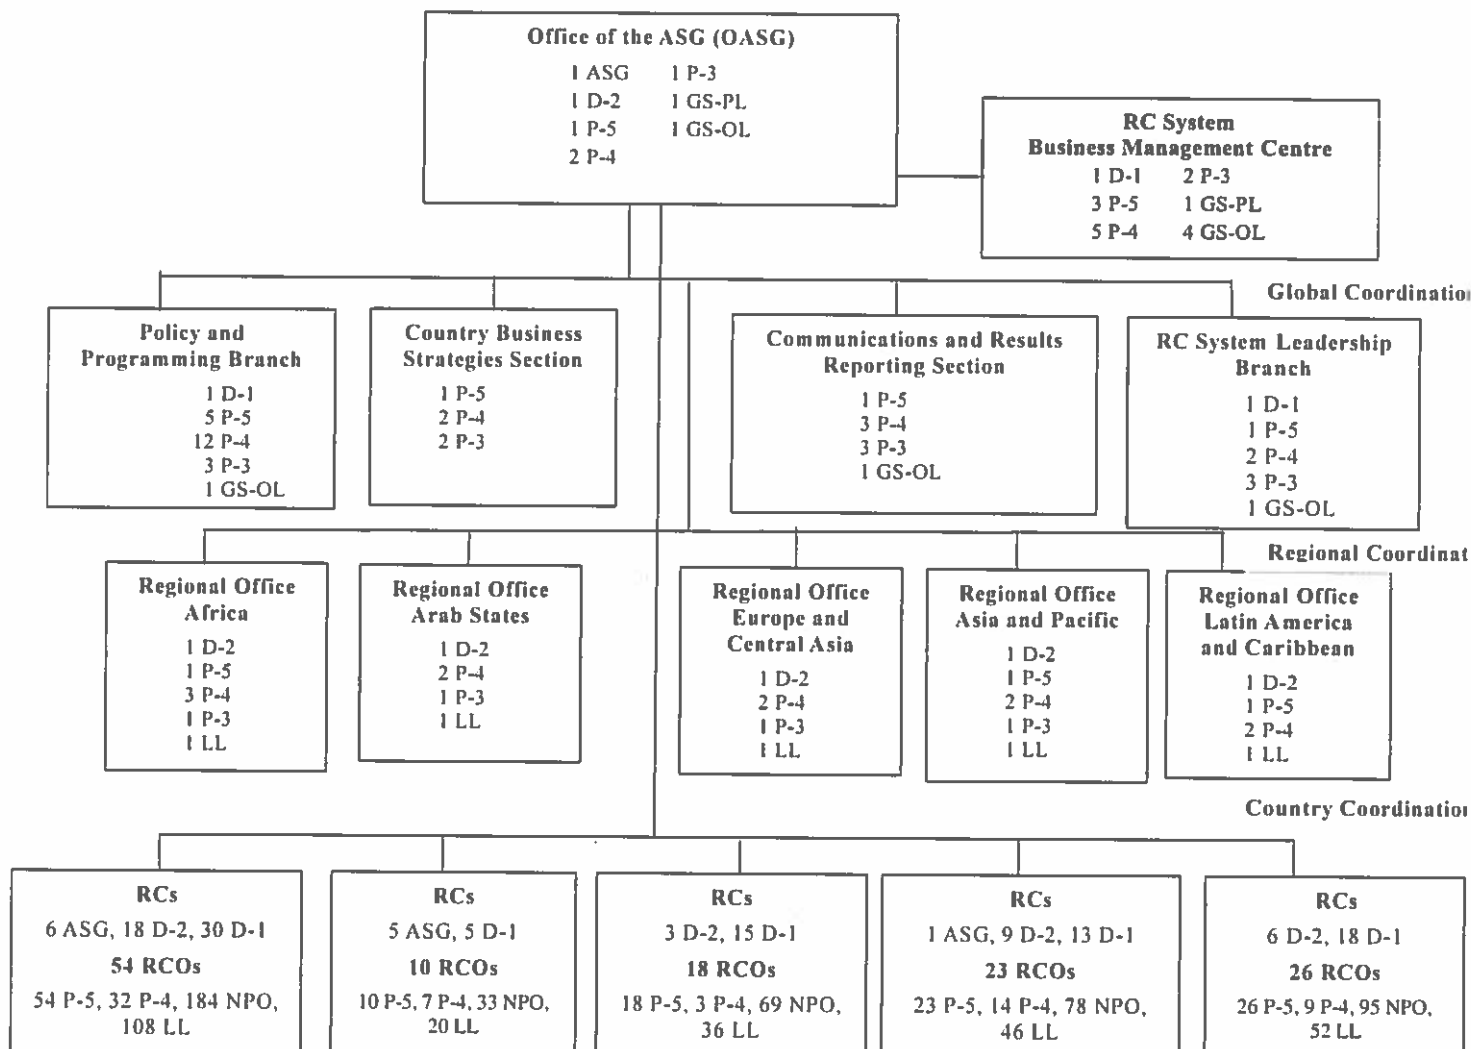 Office of the ASG (OASG)
1 ASG 1 P-3
1 D-2 1 GS-PL
1 P-5 1 GS-OL
2 P-4
RC System
Business Management Centre
1 D-1 2 P-3
3 P-5 1 GS-PL
5 P-4 4 GS-OL
Global Coordination
Policy and
Programming Branch
1 D-1
5 P-5
12 P-4
3 P-3
1 GS-OL
Country Business
Strategies Section
1 P-5
2 P-4
2 P-3
Communications and Results
Reporting Section
1 P-5
3 P-4
3 P-3
1 GS-OL
RC System Leadership
Branch
1 D-1
1 P-5
2 P-4
3 P-3
1 GS-OL
Regional Coordinat
Regional Office
Africa
1 D-2
1 P-5
3 P-4
1 P-3
1 LL
Regional Office
Arab States
1 D-2
2 P-4
1 P-3
1 LL
Regional Office
Europe and
Central Asia
1 D-2
2 P-4
1 P-3
1 LL
Regional Office
Asia and Pacific
1 D-2
1 P-5
2 P-4
1 P-3
1 LL
Regional Office
Latin America
and Caribbean
1 D-2
1 P-5
2 P-4
1 LL
Country Coordination
RCs
6 ASG, 18 D-2, 30 D-1
54 RCOs
54 P-5, 32 P-4, 184 NPO,
108 LL
RCs
5 ASG, 5 D-1
10 RCOs
10 P-5, 7 P-4, 33 NPO,
20 LL
RCs
3 D-2, 15 D-1
18 RCOs
18 P-5, 3 P-4, 69 NPO,
36 LL
RCs
1 ASG, 9 D-2, 13 D-1
23 RCOs
23 P-5, 14 P-4, 78 NPO,
46 LL
RCs
6 D-2, 18 D-1
26 RCOs
26 P-5, 9 P-4, 95 NPO,
52 LL